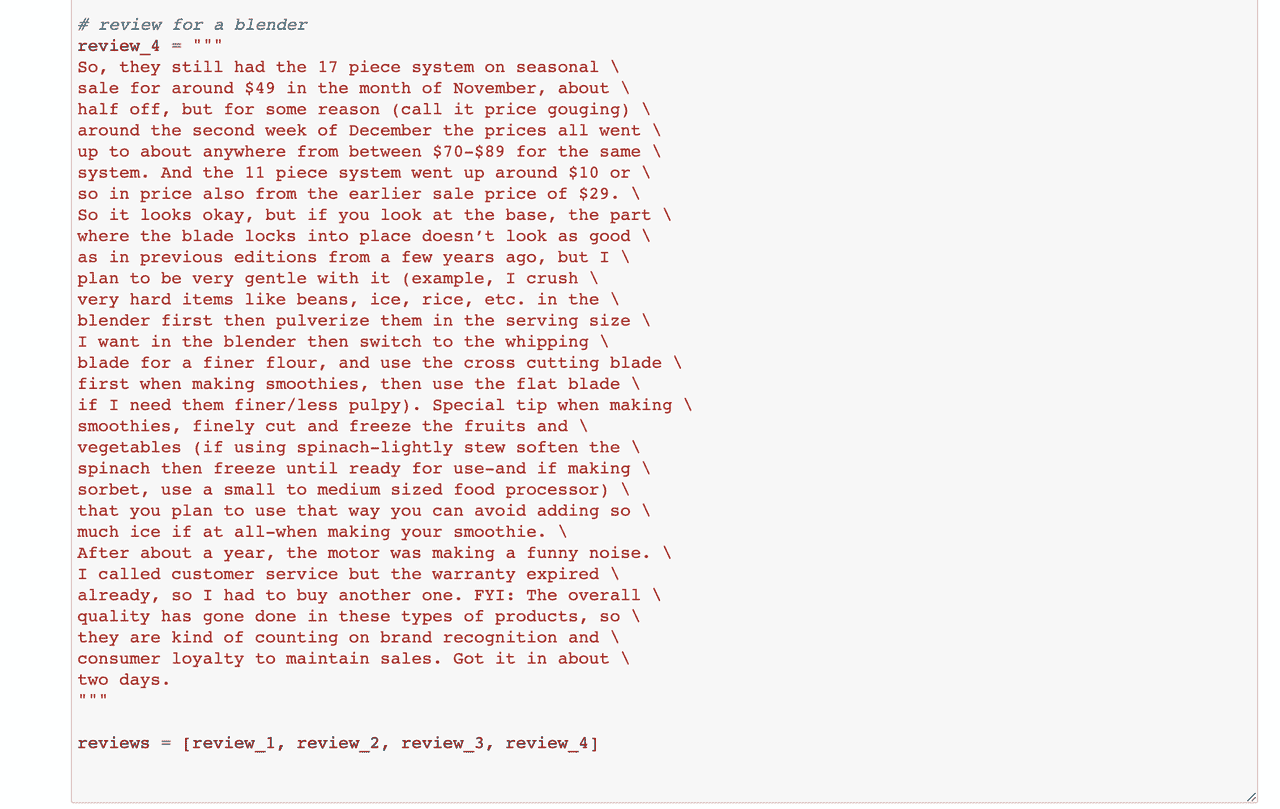 # review for a blender
review_4 = """
So, they still had the 17 piece system on seasonal \
sale for around $49 in the month of November, about \
half off, but for some reason (call it price gouging) \
around the second week of December the prices all went \
up to about anywhere from between $70-$89 for the same \
system. And the 11 piece system went up around $10 or \
so in price also from the earlier sale price of $29. \
So it looks okay, but if you look at the base, the part \
where the blade locks into place doesn’t look as good \
as in previous editions from a few years ago, but I \
plan to be very gentle with it (example, I crush \
very hard items like beans, ice, rice, etc. in the \
blender first then pulverize them in the serving size \
I want in the blender then switch to the whipping \
blade for a finer flour, and use the cross cutting blade \
first when making smoothies, then use the flat blade \
if I need them finer/less pulpy). Special tip when making \
smoothies, finely cut and freeze the fruits and \
vegetables (if using spinach-lightly stew soften the \
spinach then freeze until ready for use-and if making \
sorbet, use a small to medium sized food processor) \
that you plan to use that way you can avoid adding so \
much ice if at all-when making your smoothie. \
After about a year, the motor was making a funny noise. \
I called customer service but the warranty expired \
already, so I had to buy another one. FYI: The overall \
quality has gone done in these types of products, so \
they are kind of counting on brand recognition and \
consumer loyalty to maintain sales. Got it in about \
two days.
"""
reviews = [review_1, review_2, review_3, review_4]